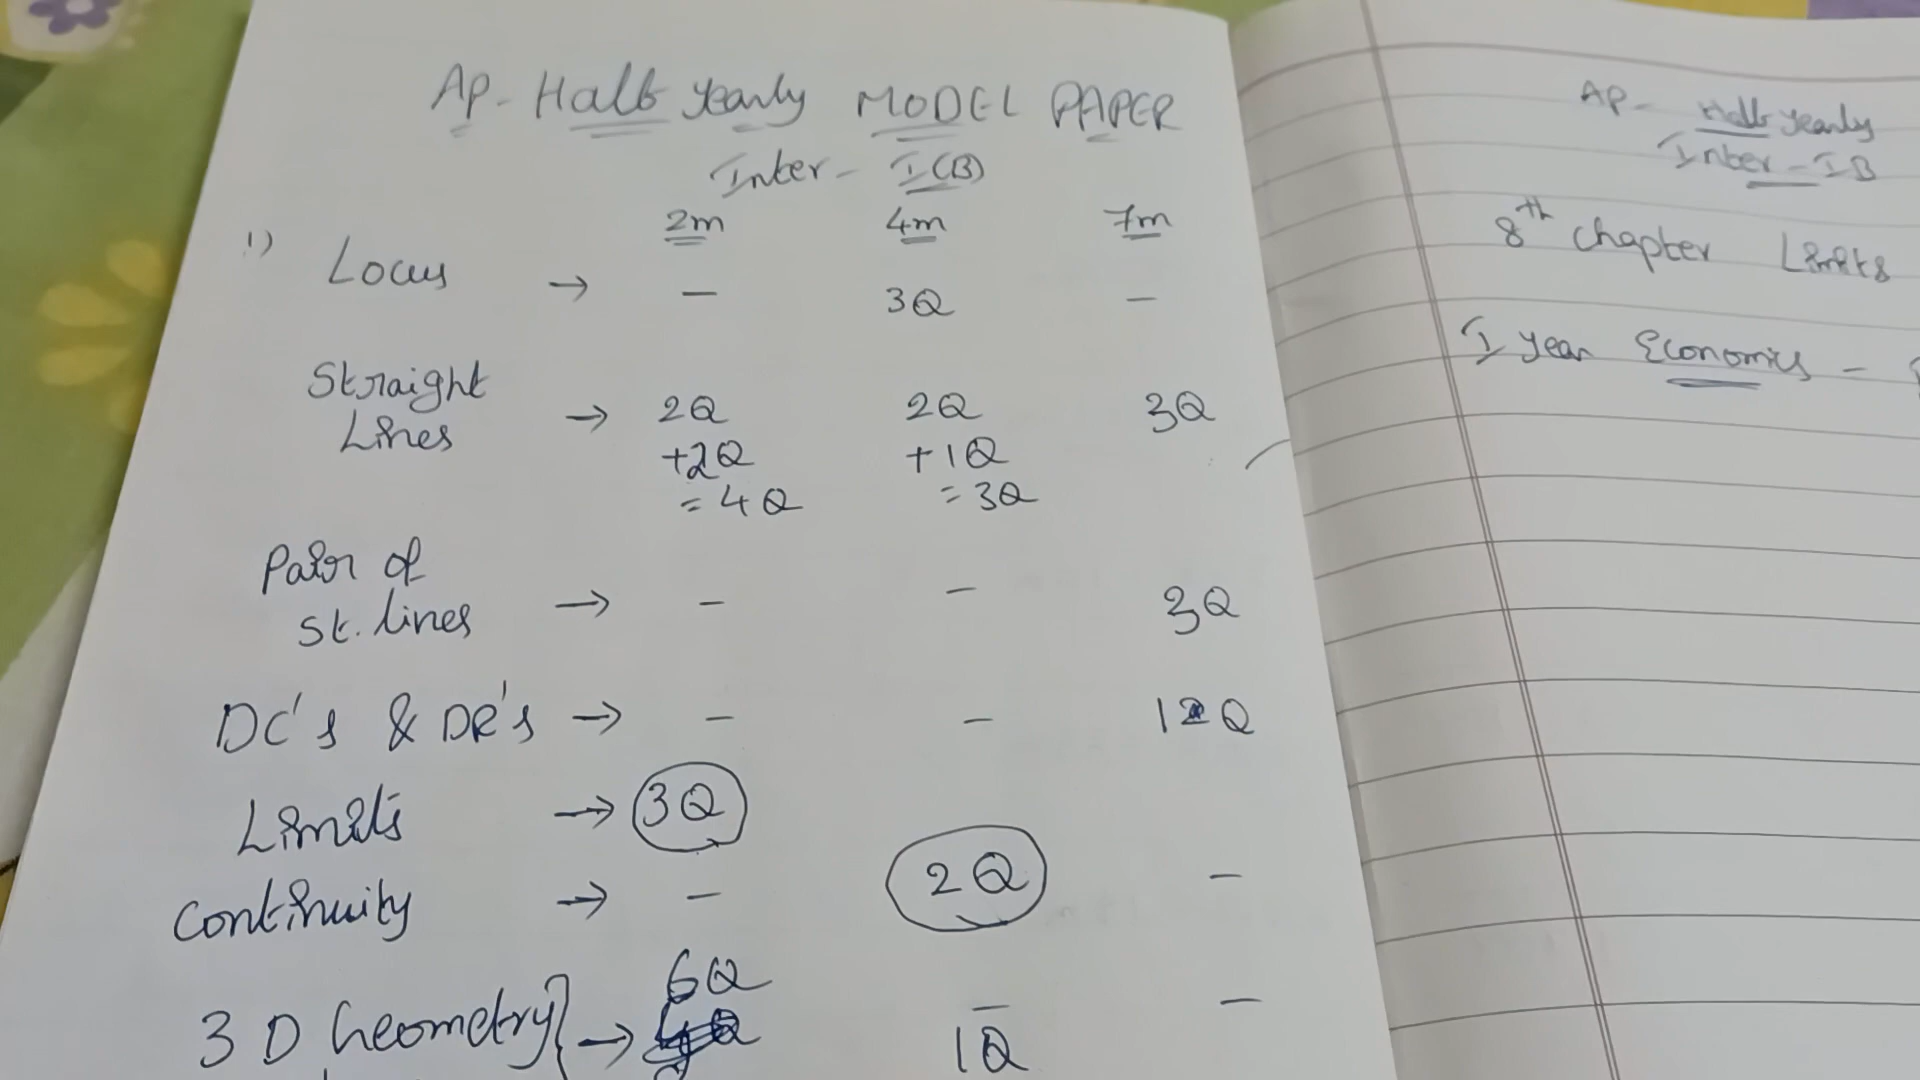 AP- Half yearly MODEL PAPER
Inter - I(B)
2m 4m 7m
1) Locus → - 3Q -
Straight
Lines → 2Q 2Q 3Q
+2Q +1Q
= 4Q = 3Q
Pair of
st. lines → - - 3Q
DC's & DR's → - - 1 Q
Limits → 3Q
Continuity → - 2Q -
6Q
3D Geometry} → - -
1Q
AP- Half yearly
Inter - IB
8th chapter Limits
I year Economics -